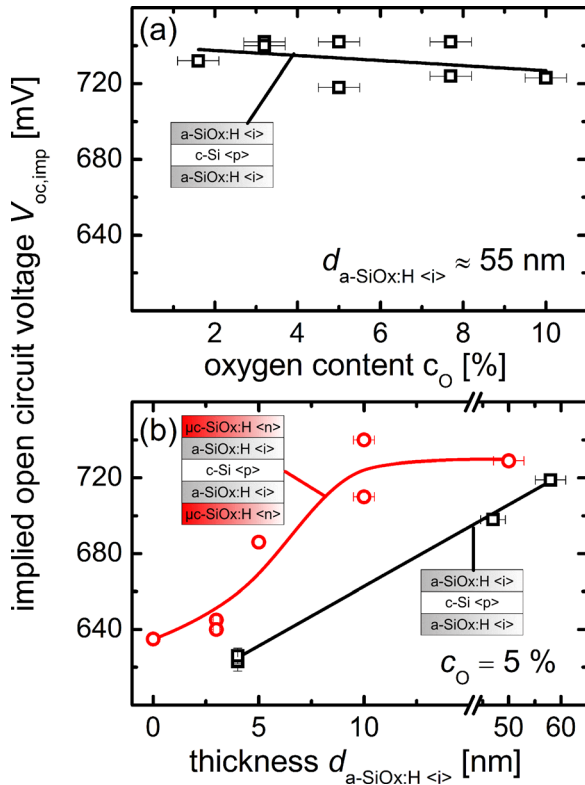 (a)
720
680
640
a-SiOx:H <i>
c-Si <p>
a-SiOx:H <i>
d a-SiOx:H <i> ≈ 55 nm
2 4 6 8 10
oxygen content c_O [%]
implied open circuit voltage V_oc,imp [mV]
(b)
720
680
640
µc-SiOx:H <n>
a-SiOx:H <i>
c-Si <p>
a-SiOx:H <i>
µc-SiOx:H <n>
a-SiOx:H <i>
c-Si <p>
a-SiOx:H <i>
c_O = 5 %
0 5 10 50 60
thickness d a-SiOx:H <i> [nm]